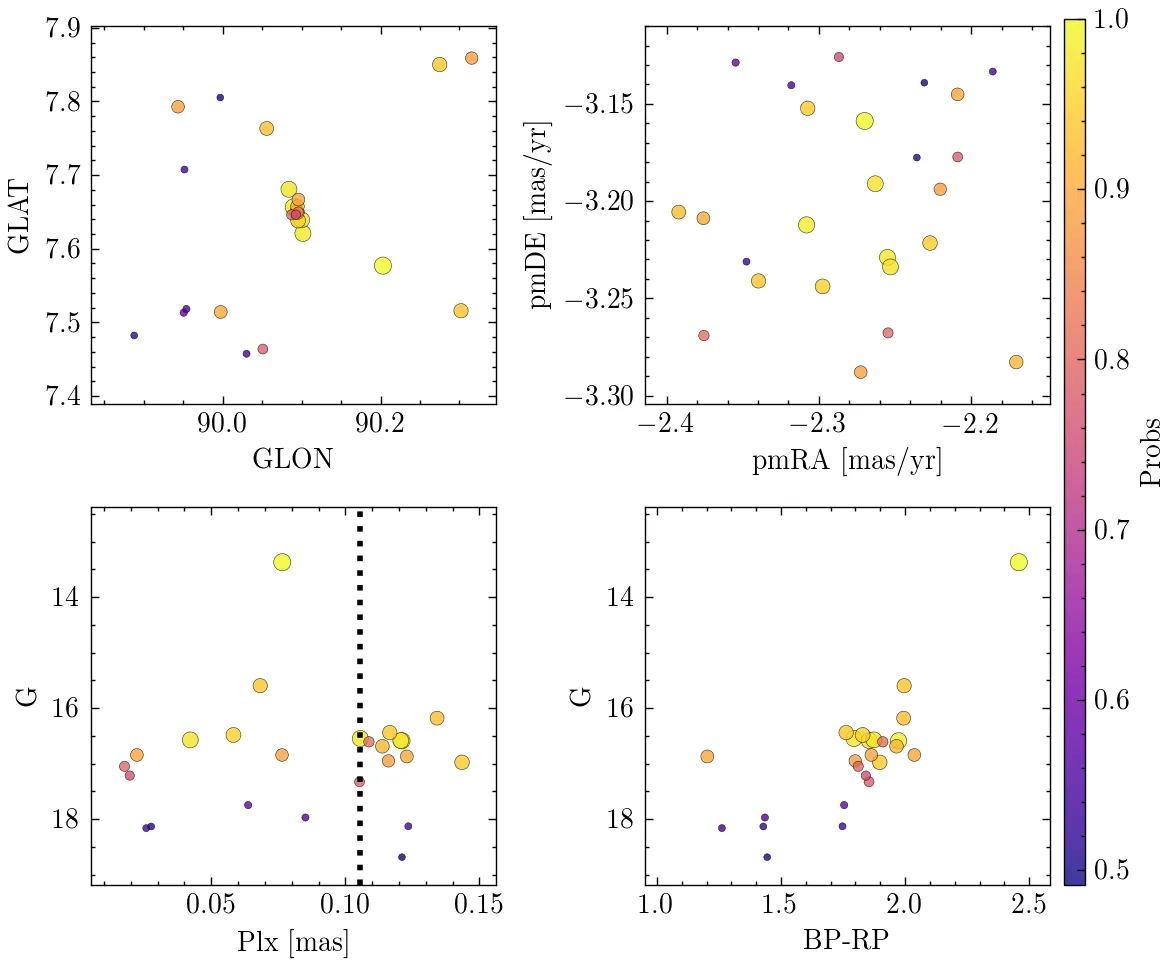 7.9
7.8
7.7
7.6
7.5
7.4
GLAT
90.0 90.2
GLON
−3.15
−3.20
−3.25
−3.30
pmDE [mas/yr]
−2.4 −2.3 −2.2
pmRA [mas/yr]
14
16
18
G
0.05 0.10 0.15
Plx [mas]
14
16
18
G
1.0 1.5 2.0 2.5
BP-RP
1.0
0.9
0.8
0.7
0.6
0.5
Probs